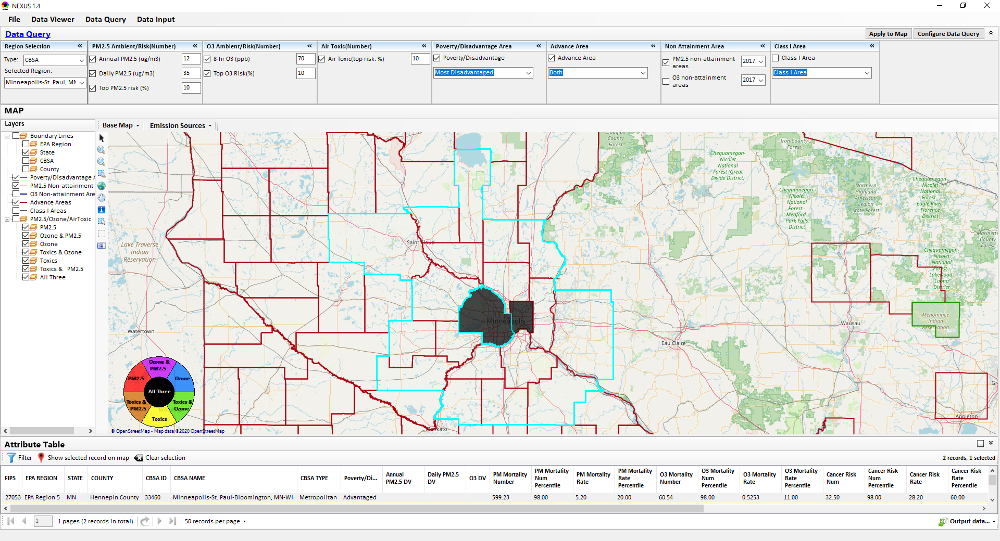 NEXUS 1.4
File Data Viewer Data Query Data Input
Data Query
Apply to Map Configure Data Query
Region Selection
Type: CBSA
Selected Region:
Minneapolis-St. Paul, MN
PM2.5 Ambient/Risk(Number)
Annual PM2.5 (ug/m3) 12
Daily PM2.5 (ug/m3) 35
Top PM2.5 risk (%) 10
O3 Ambient/Risk(Number)
8-hr O3 (ppb) 70
Top O3 Risk(%) 10
Air Toxic(Number)
Air Toxic(top risk: %) 10
Poverty/Disadvantage Area
Poverty/Disadvantage
Most Disadvantaged
Advance Area
Advance Area
Both
Non Attainment Area
PM2.5 non-attainment
areas
2017
O3 non-attainment
areas
2017
Class I Area
Class I Area
Class I Area
MAP
Layers
Boundary Lines
EPA Region
State
CBSA
County
Poverty/Disadvantage A
PM2.5 Non-attainment
O3 Non-attainment Are
Advance Areas
Class I Areas
PM2.5/Ozone/AirToxic
PM2.5
Ozone & PM2.5
Ozone
Toxics & Ozone
Toxics
Toxics & PM2.5
All Three
Base Map Emission Sources
Douglas
County
Forest
Iron County
Forest
Chequamegon-
Nicolet
National
Forest (Great
Divide District)
Northern
Highland
American
Legion
State Forest
Chequamegon-
Nicolet
National
Forest -
Eagle River-
Florence
District
Chequamegon-
Nicolet
National
Forest -
Medford-
Park Falls
District
Marinette
County
Forest
Chequamegon-
Nicolet
National
Forest -
Lakewood-
Laona
District
Lake Traverse
Indian
Reservation
Saint Cloud
Minneapolis
Watertown
Eau Claire
Wausau
Menominee
Indian
Reservation
Appleton
Ozone &
PM2.5
PM2.5
Ozone
All Three
Toxics &
PM2.5
Toxics &
Ozone
Toxics
© OpenStreetMap - Map data ©2020 OpenStreetMap
Attribute Table
Filter Show selected record on map Clear selection
2 records, 1 selected
FIPS EPA REGION STATE COUNTY CBSA ID CBSA NAME CBSA TYPE Poverty/Di... Annual PM2.5 DV Daily PM2.5 DV O3 DV PM Mortality Number PM Mortality Num Percentile PM Mortality Rate PM Mortality Rate Percentile O3 Mortality Number O3 Mortality Num Percentile O3 Mortality Rate O3 Mortality Rate Percentile Cancer Risk Num Cancer Risk Num Percentile Cancer Risk Rate Cancer Risk Rate Percentile
27053 EPA Region 5 MN Hennepin County 33460 Minneapolis-St. Paul-Bloomington, MN-WI Metropolitan Advantaged 599.23 98.00 5.20 20.00 60.54 98.00 0.5253 11.00 32.50 98.00 28.20 60.00
1 1 pages (2 records in total) 50 records per page
Output data...